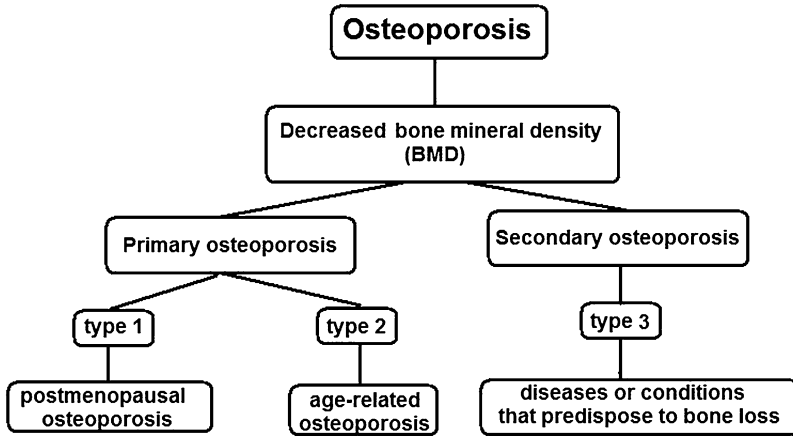 Osteoporosis
Decreased bone mineral density
(BMD)
Primary osteoporosis
Secondary osteoporosis
type 1
type 2
type 3
postmenopausal
osteoporosis
age-related
osteoporosis
diseases or conditions
that predispose to bone loss